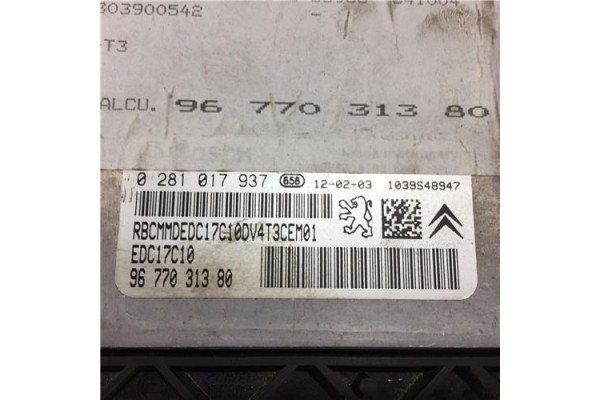 303900542
-T3
ALCU. 96 770 313 80
0 281 017 937 658 12-02-03 1039S48947
RBCMMDEDC17C10DV4T3CEM01
EDC17C10
96 770 313 80